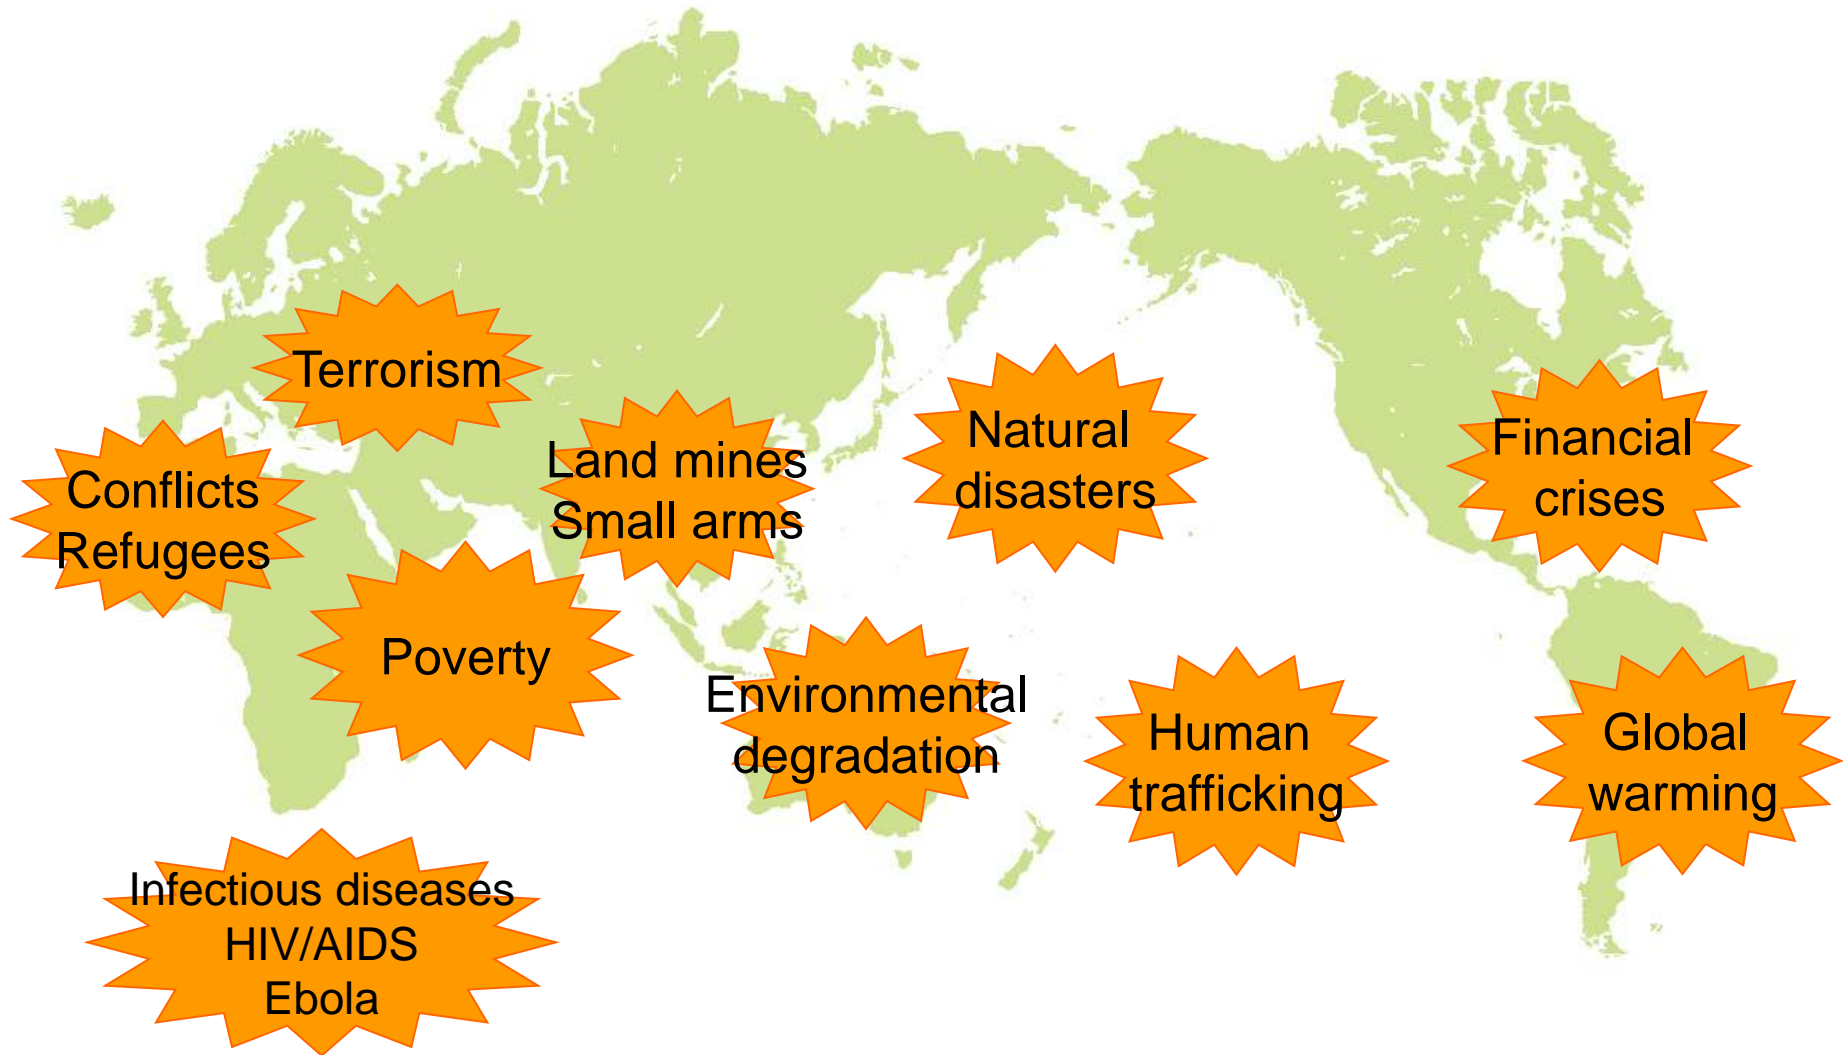 Terrorism
Conflicts
Refugees
Land mines
Small arms
Natural
disasters
Financial
crises
Poverty
Environmental
degradation
Human
trafficking
Global
warming
Infectious diseases
HIV/AIDS
Ebola